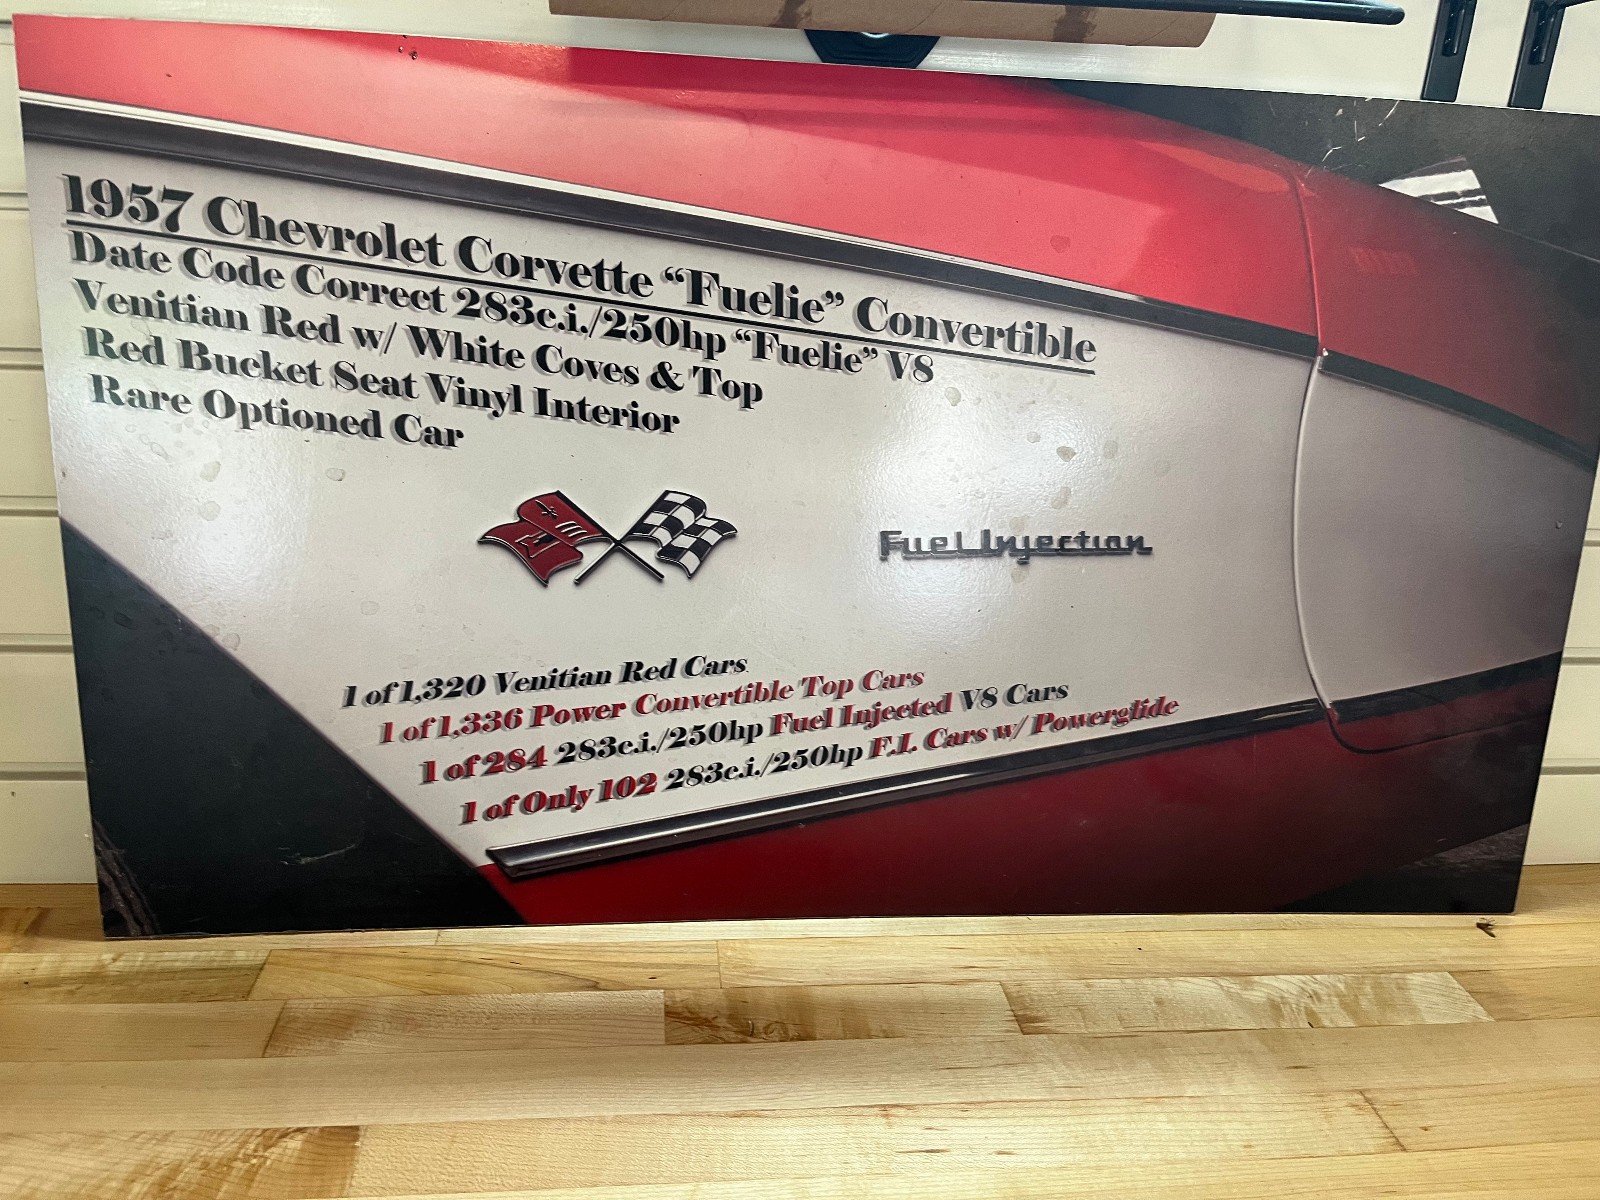 1957 Chevrolet Corvette “Fuelie” Convertible
Date Code Correct 283c.i./250hp “Fuelie” V8
Venitian Red w/ White Coves & Top
Red Bucket Seat Vinyl Interior
Rare Optioned Car
Fuel Injection
1 of 1,320 Venitian Red Cars
1 of 1,336 Power Convertible Top Cars
1 of 284 283c.i./250hp Fuel Injected V8 Cars
1 of Only 102 283c.i./250hp F.I. Cars w/ Powerglide